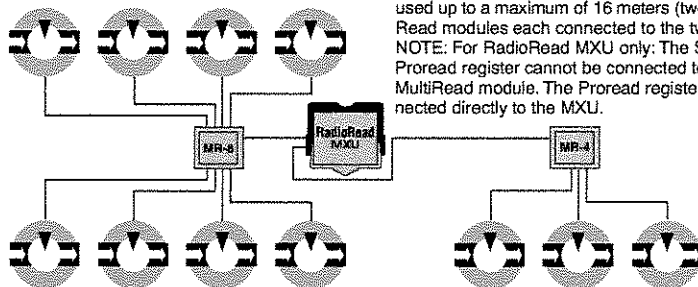 used up to a maximum of 16 meters (tw
Read modules each connected to the tw
NOTE: For RadioRead MXU only: The S
Proread register cannot be connected t
MultiRead module. The Proread registe
nected directly to the MXU.
RadioRead
MXU
MR-8
MR-4